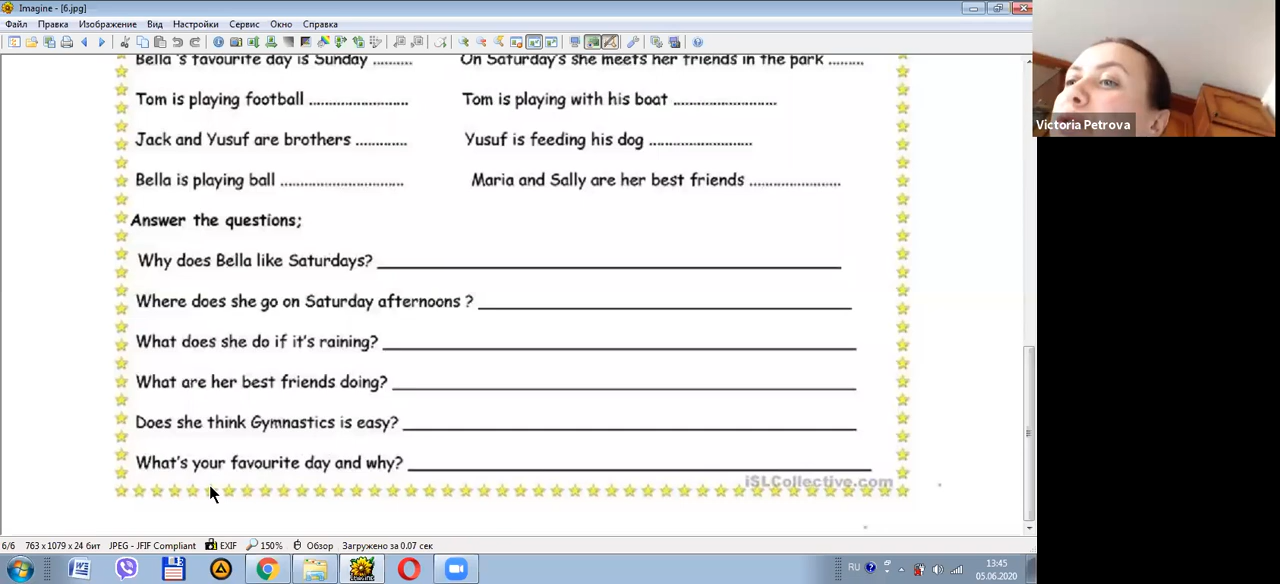 Imagine - [6.jpg]
Файл Правка Изображение Вид Настройки Сервис Окно Справка
Bella 's favourite day is Sunday .......... On Saturday's she meets her friends in the park .........
Tom is playing football .......................... Tom is playing with his boat ...........................
Jack and Yusuf are brothers ............. Yusuf is feeding his dog ...........................
Bella is playing ball ................................ Maria and Sally are her best friends .......................
Answer the questions;
Why does Bella like Saturdays?
Where does she go on Saturday afternoons ?
What does she do if it's raining?
What are her best friends doing?
Does she think Gymnastics is easy?
What's your favourite day and why?
iSLCollective.com
6/6 763 x 1079 x 24 бит JPEG - JFIF Compliant EXIF 150% Обзор Загружено за 0.07 сек
RU 13:45
05.06.2020
Victoria Petrova